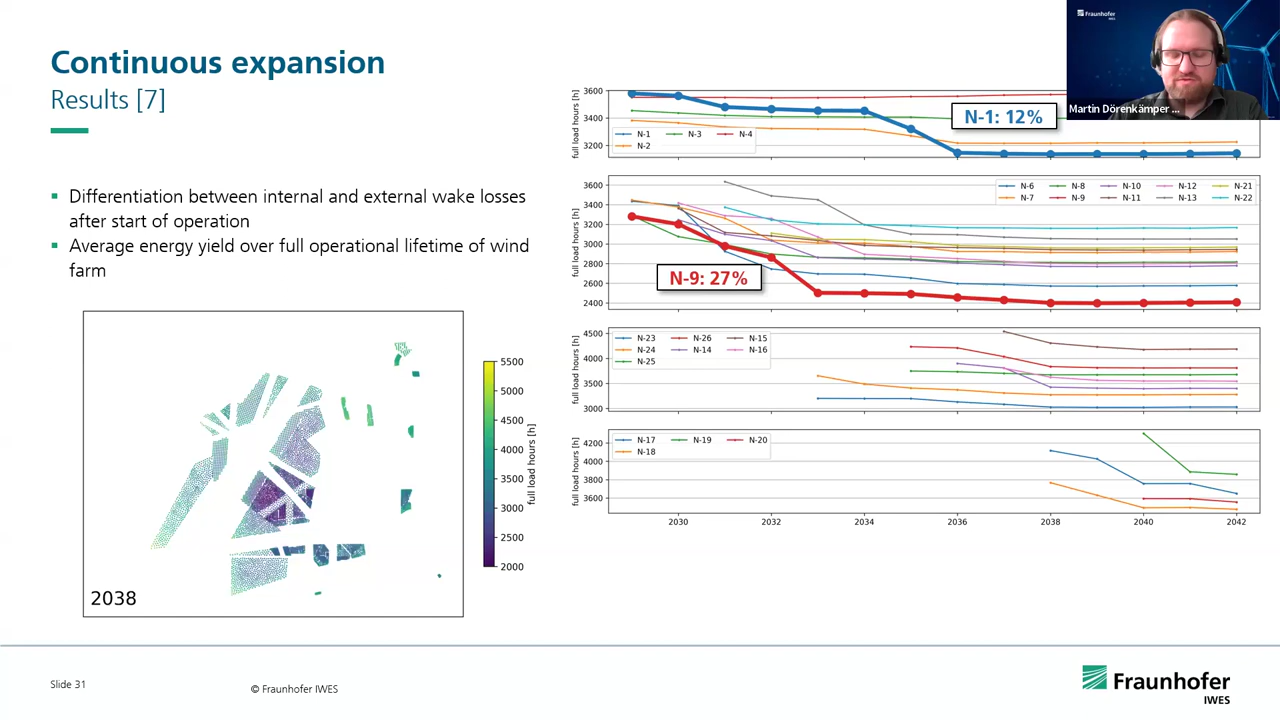 Continuous expansion
Results [7]
Differentiation between internal and external wake losses
after start of operation
Average energy yield over full operational lifetime of wind
farm
2038
5500
5000
4500
4000
3500
3000
2500
2000
full load hours [h]
3600
3400
3200
full load hours [h]
N-1 N-3 N-4
N-2
N-1: 12%
3600
3400
3200
3000
2800
2600
2400
full load hours [h]
N-6 N-8 N-10 N-12 N-21
N-7 N-9 N-11 N-13 N-22
N-9: 27%
4500
4000
3500
3000
full load hours [h]
N-23 N-26 N-15
N-24 N-14 N-16
N-25
4200
4000
3800
3600
full load hours [h]
N-17 N-19 N-20
N-18
2030 2032 2034 2036 2038 2040 2042
Fraunhofer
Martin Dörenkämper ...
Slide 31
© Fraunhofer IWES
Fraunhofer
IWES